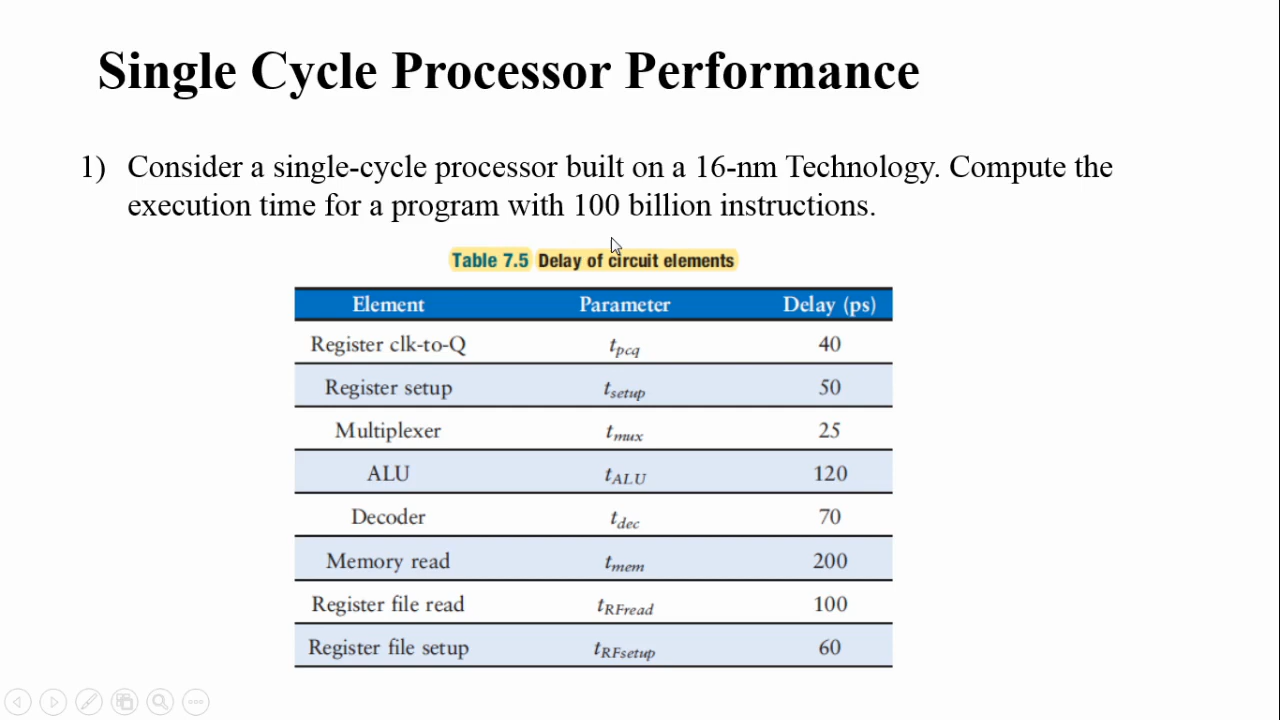 Single Cycle Processor Performance
1) Consider a single-cycle processor built on a 16-nm Technology. Compute the
execution time for a program with 100 billion instructions.
Table 7.5 Delay of circuit elements
Element Parameter Delay (ps)
Register clk-to-Q tpcq 40
Register setup tsetup 50
Multiplexer tmux 25
ALU tALU 120
Decoder tdec 70
Memory read tmem 200
Register file read tRFread 100
Register file setup tRFsetup 60